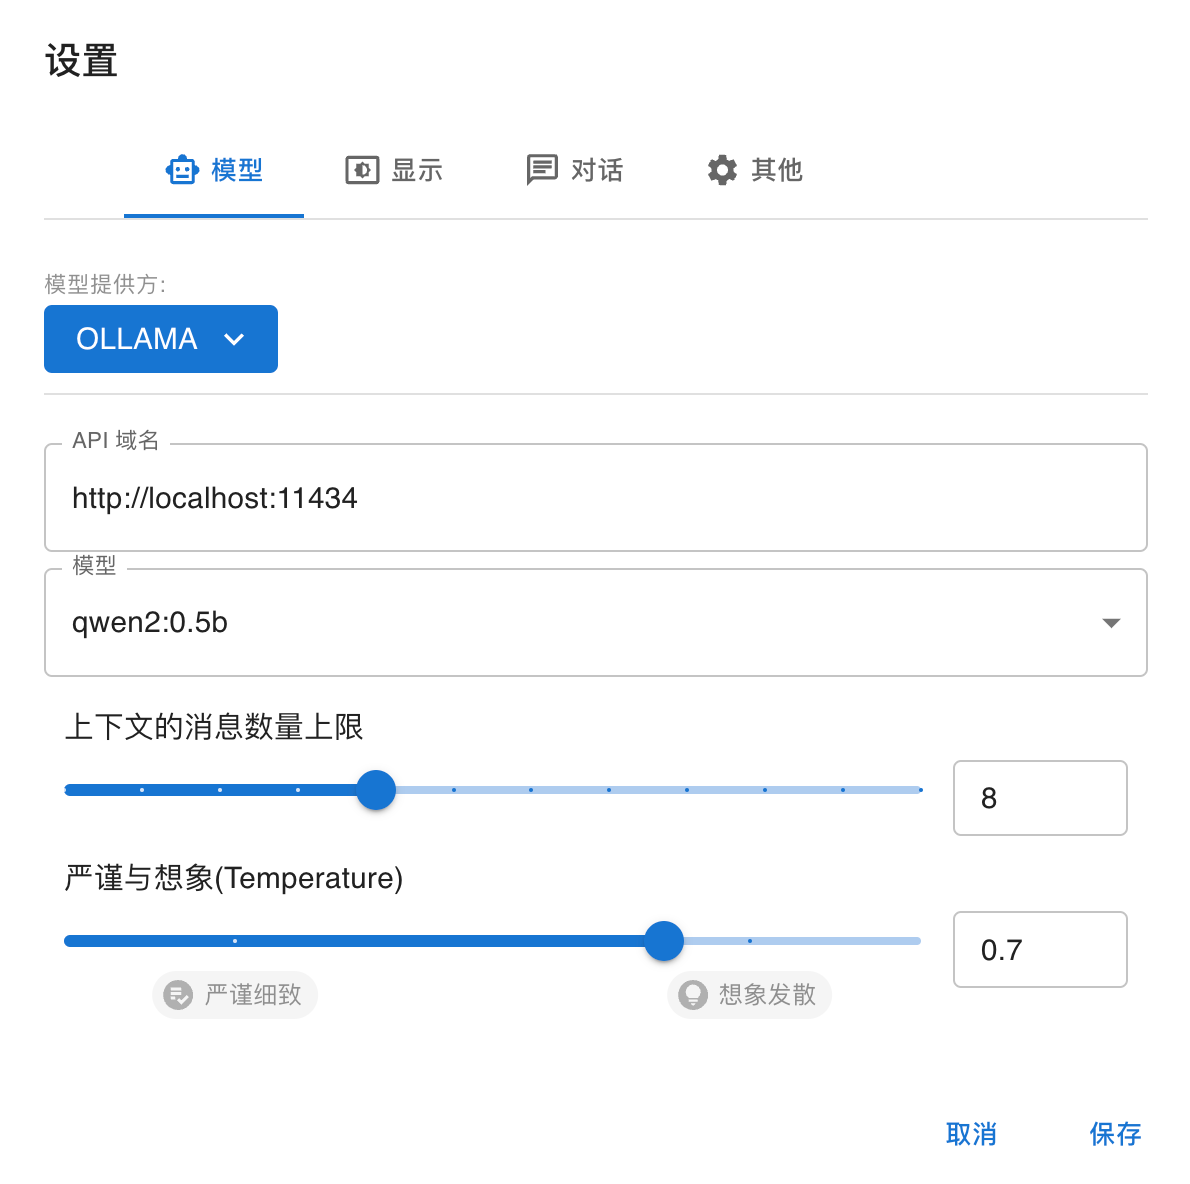 设置
模型 显示 对话 其他
模型提供方:
OLLAMA
API 域名
http://localhost:11434
模型
qwen2:0.5b
上下文的消息数量上限
8
严谨与想象(Temperature)
0.7
严谨细致 想象发散
取消 保存